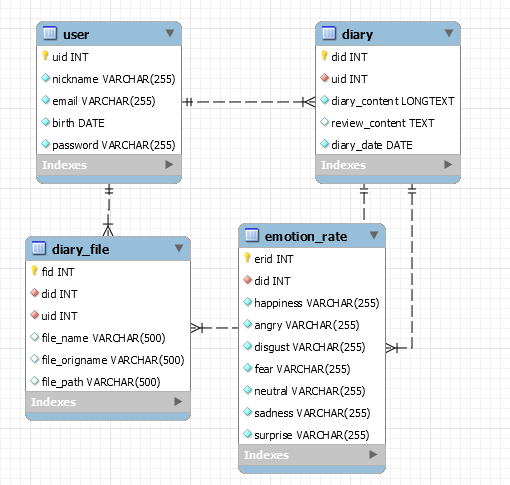 user
uid INT
nickname VARCHAR(255)
email VARCHAR(255)
birth DATE
password VARCHAR(255)
Indexes
diary
did INT
uid INT
diary_content LONGTEXT
review_content TEXT
diary_date DATE
Indexes
diary_file
fid INT
did INT
uid INT
file_name VARCHAR(500)
file_origname VARCHAR(500)
file_path VARCHAR(500)
Indexes
emotion_rate
erid INT
did INT
happiness VARCHAR(255)
angry VARCHAR(255)
disgust VARCHAR(255)
fear VARCHAR(255)
neutral VARCHAR(255)
sadness VARCHAR(255)
surprise VARCHAR(255)
Indexes